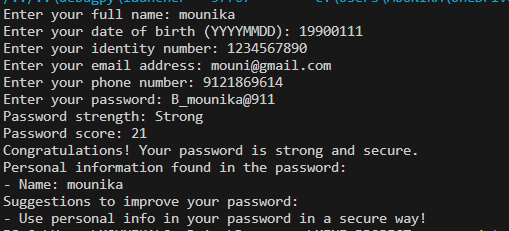 Enter your full name: mounika
Enter your date of birth (YYYYMMDD): 19900111
Enter your identity number: 1234567890
Enter your email address: mouni@gmail.com
Enter your phone number: 9121869614
Enter your password: B_mounika@911
Password strength: Strong
Password score: 21
Congratulations! Your password is strong and secure.
Personal information found in the password:
- Name: mounika
Suggestions to improve your password:
- Use personal info in your password in a secure way!